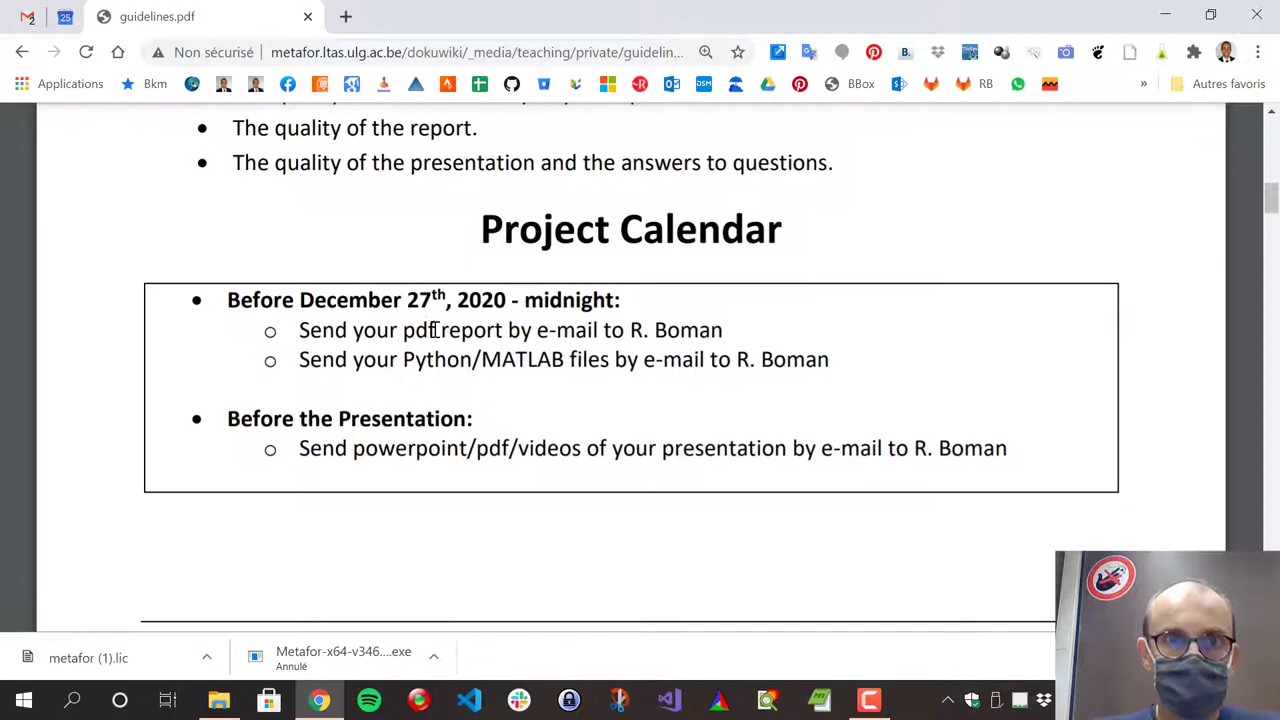 guidelines.pdf
Non sécurisé
metafor.ltas.ulg.ac.be/dokuwiki/_media/teaching/private/guidelin...
Applications
Bkm
BBox
RB
»
Autres favoris
• The quality of the report.
• The quality of the presentation and the answers to questions.
Project Calendar
• Before December 27th, 2020 - midnight:
o Send your pdf report by e-mail to R. Boman
o Send your Python/MATLAB files by e-mail to R. Boman
• Before the Presentation:
o Send powerpoint/pdf/videos of your presentation by e-mail to R. Boman
metafor (1).lic
Metafor-x64-v346....exe
Annulé